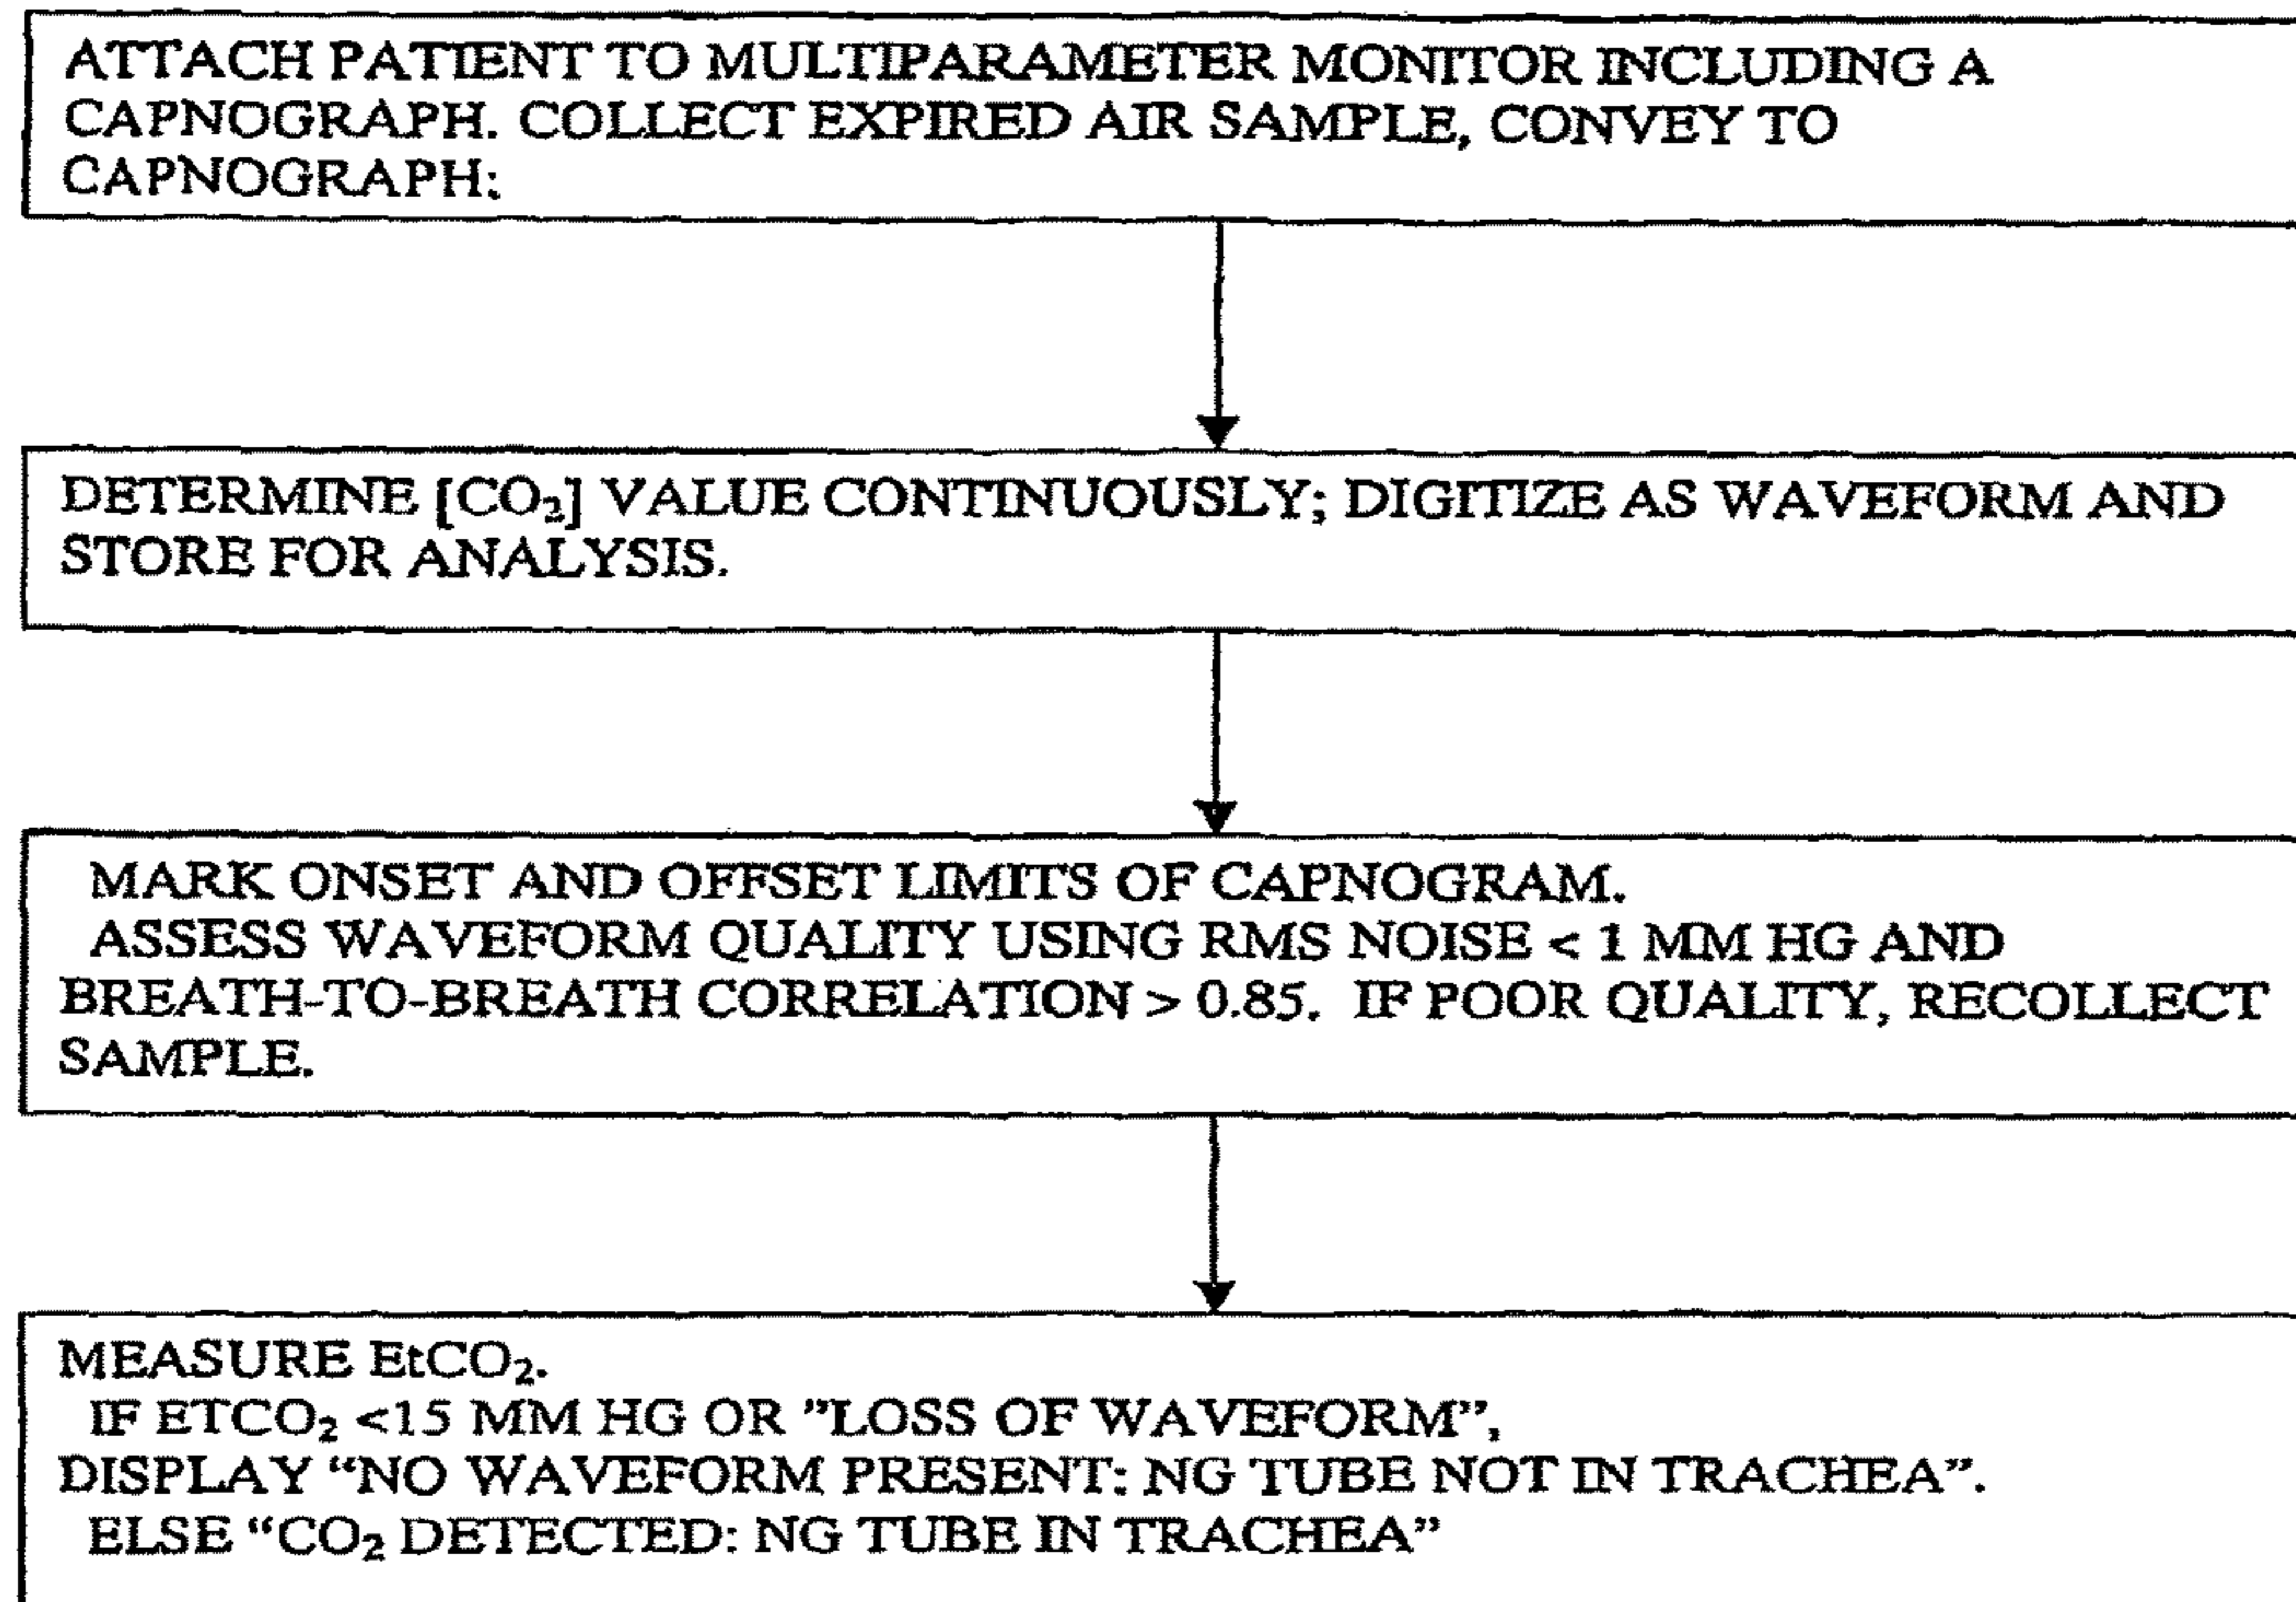 ATTACH PATIENT TO MULTIPARAMETER MONITOR INCLUDING A
CAPNOGRAPH. COLLECT EXPIRED AIR SAMPLE, CONVEY TO
CAPNOGRAPH;
DETERMINE [CO₂] VALUE CONTINUOUSLY; DIGITIZE AS WAVEFORM AND
STORE FOR ANALYSIS.
MARK ONSET AND OFFSET LIMITS OF CAPNOGRAM.
ASSESS WAVEFORM QUALITY USING RMS NOISE < 1 MM HG AND
BREATH-TO-BREATH CORRELATION > 0.85. IF POOR QUALITY, RECOLLECT
SAMPLE.
MEASURE EtCO₂.
IF ETCO₂ <15 MM HG OR ”LOSS OF WAVEFORM”,
DISPLAY “NO WAVEFORM PRESENT: NG TUBE NOT IN TRACHEA”.
ELSE “CO₂ DETECTED: NG TUBE IN TRACHEA”